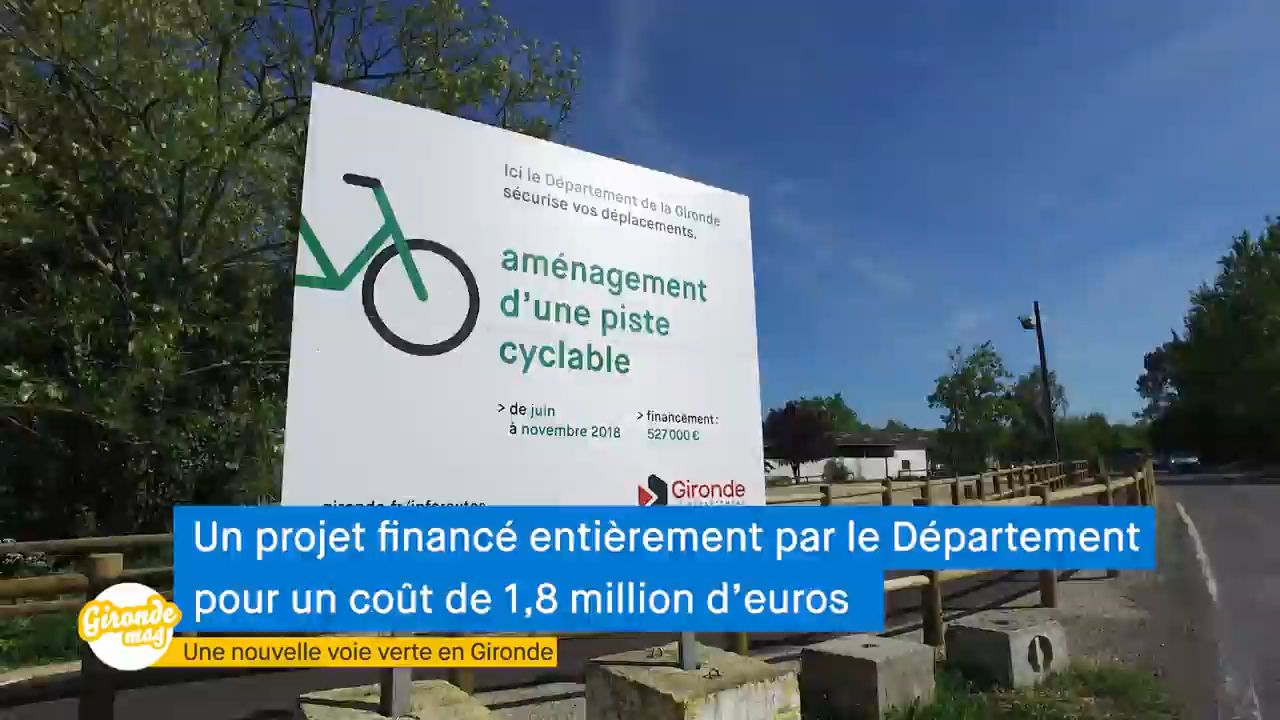 Ici le Département de la Gironde
sécurise vos déplacements.
aménagement
d'une piste
cyclable
> de juin
à novembre 2018
> financement :
527 000 €
Gironde
Un projet financé entièrement par le Département
pour un coût de 1,8 million d'euros
Gironde
mag
Une nouvelle voie verte en Gironde